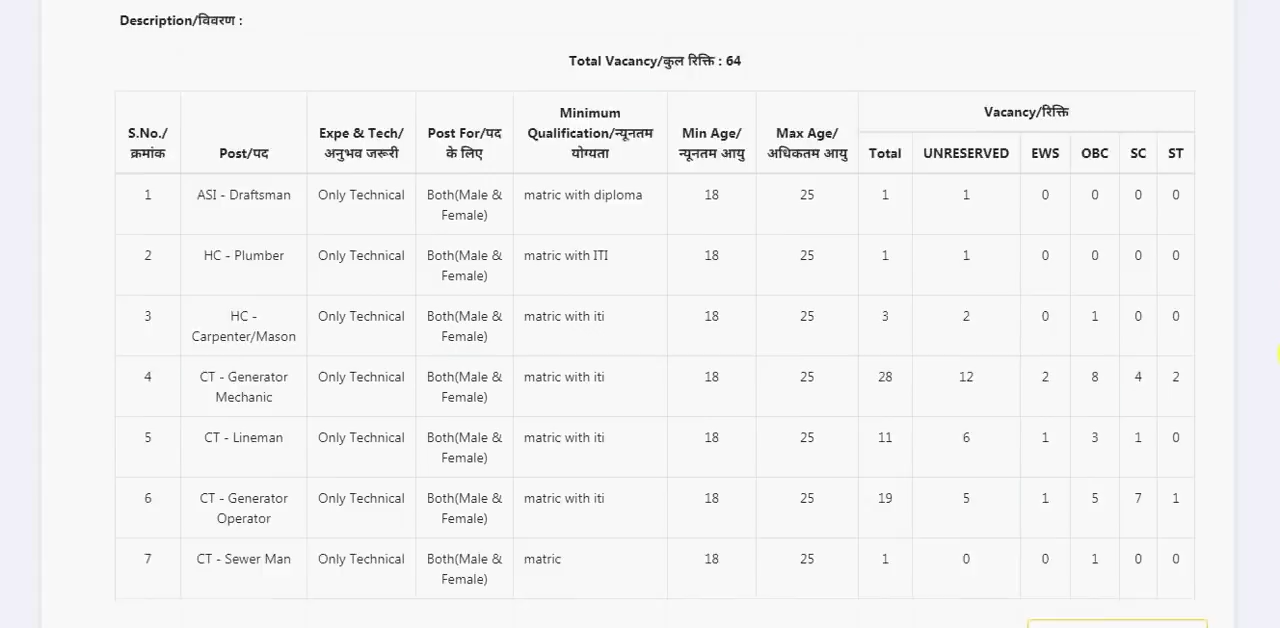 Description/विवरण :
Total Vacancy/कुल रिक्ति : 64
S.No./क्रमांक Post/पद Expe & Tech/अनुभव जरूरी Post For/पद के लिए Minimum Qualification/न्यूनतम योग्यता Min Age/न्यूनतम आयु Max Age/अधिकतम आयु Vacancy/रिक्ति
Total UNRESERVED EWS OBC SC ST
1 ASI - Draftsman Only Technical Both(Male & Female) matric with diploma 18 25 1 1 0 0 0 0
2 HC - Plumber Only Technical Both(Male & Female) matric with ITI 18 25 1 1 0 0 0 0
3 HC - Carpenter/Mason Only Technical Both(Male & Female) matric with iti 18 25 3 2 0 1 0 0
4 CT - Generator Mechanic Only Technical Both(Male & Female) matric with iti 18 25 28 12 2 8 4 2
5 CT - Lineman Only Technical Both(Male & Female) matric with iti 18 25 11 6 1 3 1 0
6 CT - Generator Operator Only Technical Both(Male & Female) matric with iti 18 25 19 5 1 5 7 1
7 CT - Sewer Man Only Technical Both(Male & Female) matric 18 25 1 0 0 1 0 0